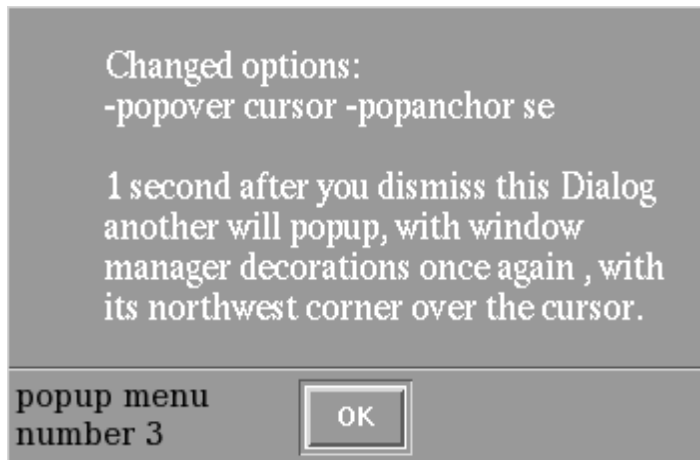 Changed options:
-popover cursor -popanchor se
1 second after you dismiss this Dialog
another will popup, with window
manager decorations once again , with
its northwest corner over the cursor.
popup menu
number 3
OK